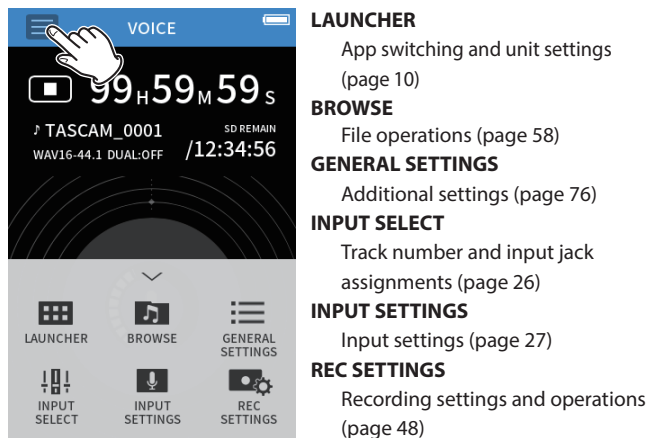 VOICE
99H59M59s
♪ TASCAM_0001
SD REMAIN
WAV16-44.1 DUAL:OFF
/12:34:56
LAUNCHER
BROWSE
GENERAL
SETTINGS
INPUT
SELECT
INPUT
SETTINGS
REC
SETTINGS
LAUNCHER
App switching and unit settings
(page 10)
BROWSE
File operations (page 58)
GENERAL SETTINGS
Additional settings (page 76)
INPUT SELECT
Track number and input jack
assignments (page 26)
INPUT SETTINGS
Input settings (page 27)
REC SETTINGS
Recording settings and operations
(page 48)